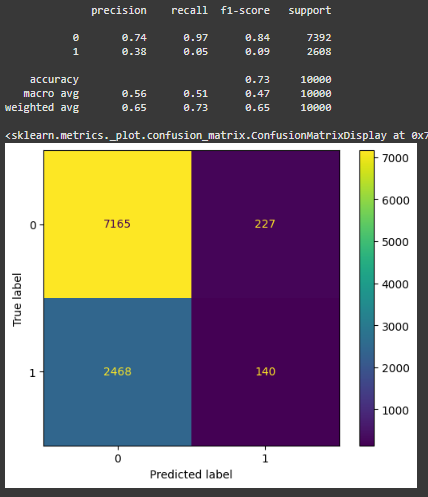 precision recall f1-score support
0 0.74 0.97 0.84 7392
1 0.38 0.05 0.09 2608
accuracy 0.73 10000
macro avg 0.56 0.51 0.47 10000
weighted avg 0.65 0.73 0.65 10000
<sklearn.metrics._plot.confusion_matrix.ConfusionMatrixDisplay at 0x7
7000
0 7165 227
6000
5000
True label
4000
3000
1 2468 140
2000
1000
0 1
Predicted label